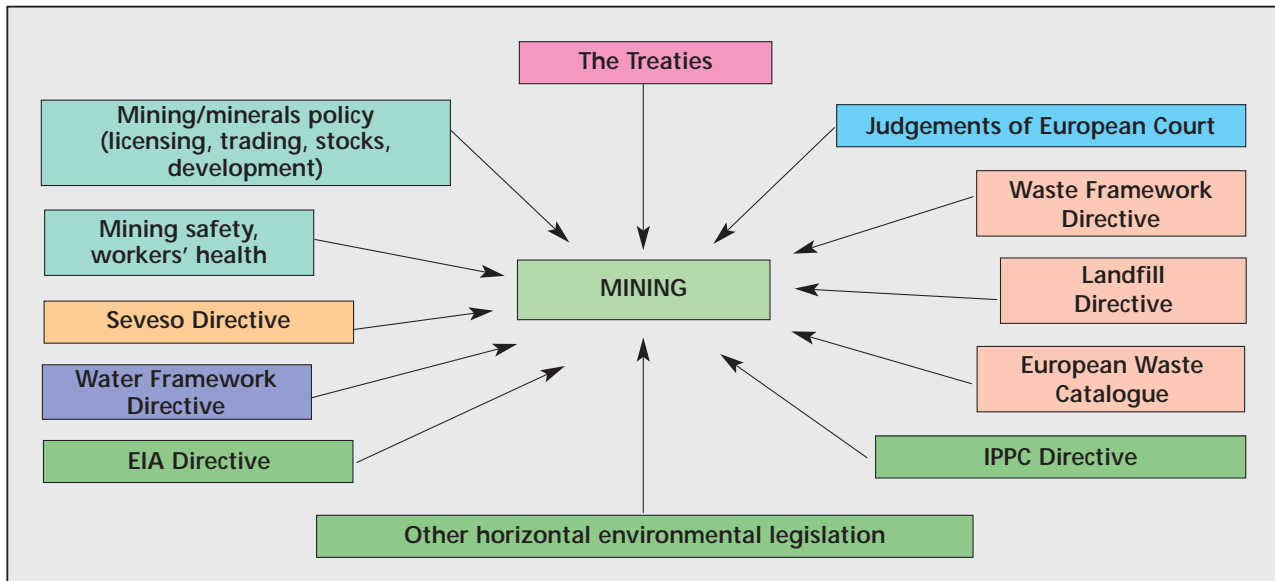 The Treaties
Mining/minerals policy
(licensing, trading, stocks,
development)
Judgements of European Court
Mining safety,
workers’ health
Waste Framework
Directive
MINING
Landfill
Directive
Seveso Directive
Water Framework
Directive
European Waste
Catalogue
EIA Directive
IPPC Directive
Other horizontal environmental legislation